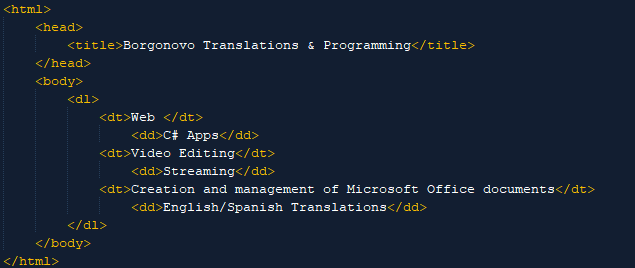 <html>
<head>
<title>Borgonovo Translations & Programming</title>
</head>
<body>
<dl>
<dt>Web </dt>
<dd>C# Apps</dd>
<dt>Video Editing</dt>
<dd>Streaming</dd>
<dt>Creation and management of Microsoft Office documents</dt>
<dd>English/Spanish Translations</dd>
</dl>
</body>
</html>